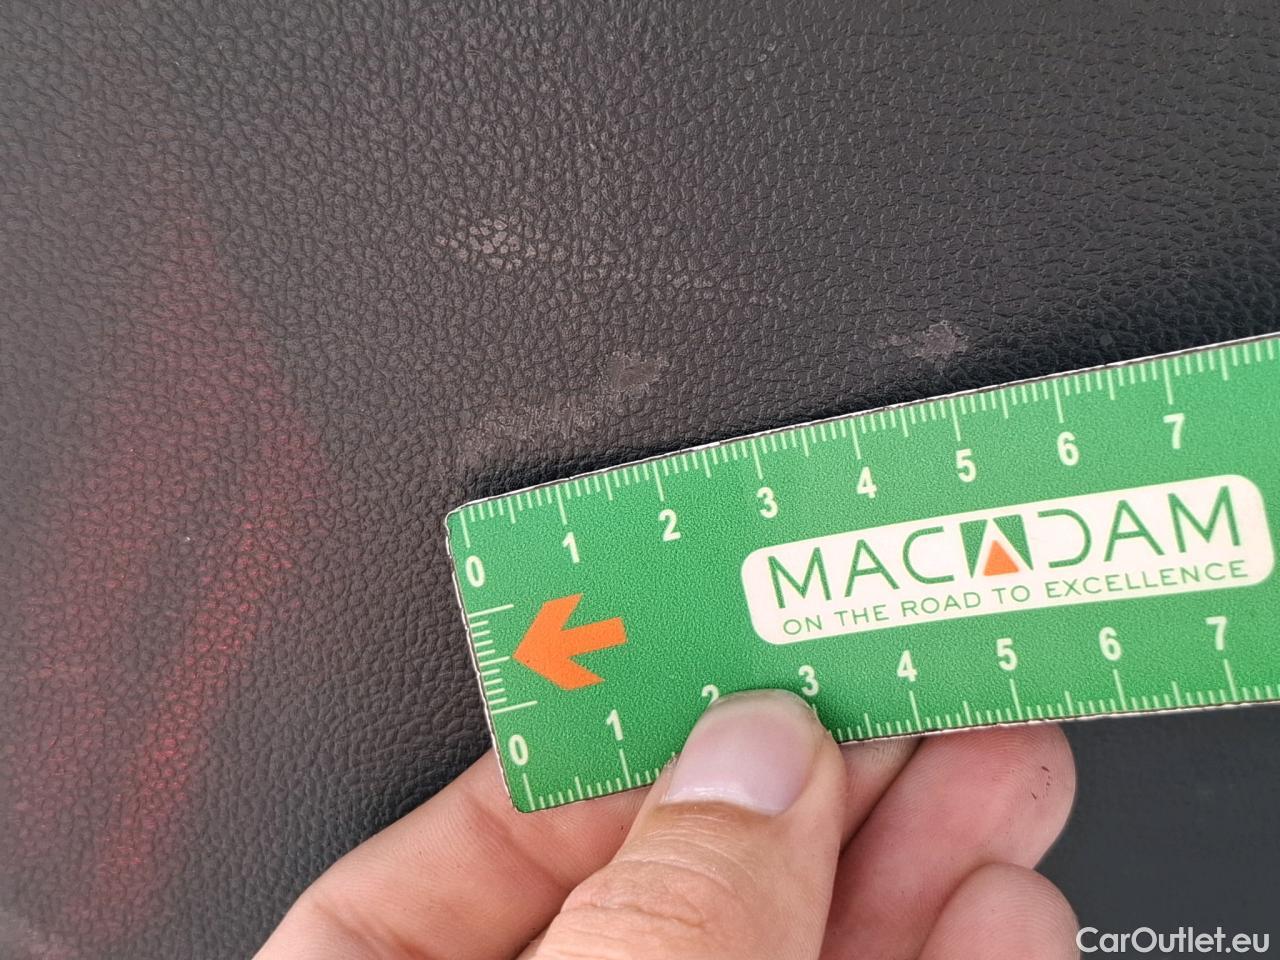 0 1 2 3 4 5 6 7
MACADAM
ON THE ROAD TO EXCELLENCE
0 1 2 3 4 5 6 7
CarOutlet.eu